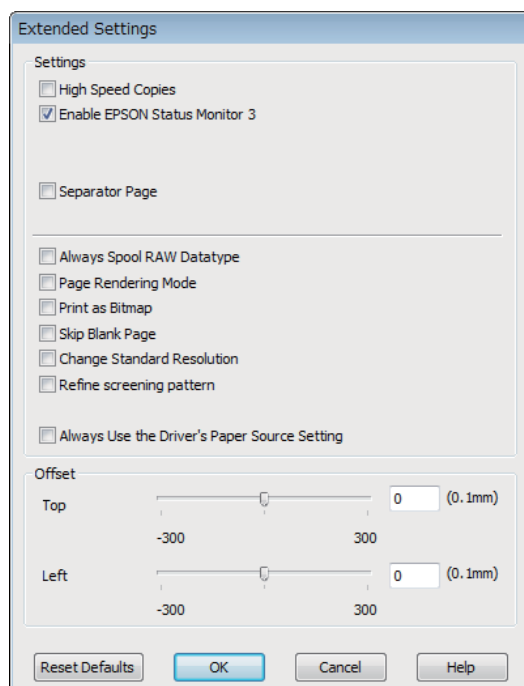 Extended Settings
Settings
High Speed Copies
Enable EPSON Status Monitor 3
Separator Page
Always Spool RAW Datatype
Page Rendering Mode
Print as Bitmap
Skip Blank Page
Change Standard Resolution
Refine screening pattern
Always Use the Driver's Paper Source Setting
Offset
Top 0 (0.1mm)
-300 300
Left 0 (0.1mm)
-300 300
Reset Defaults OK Cancel Help